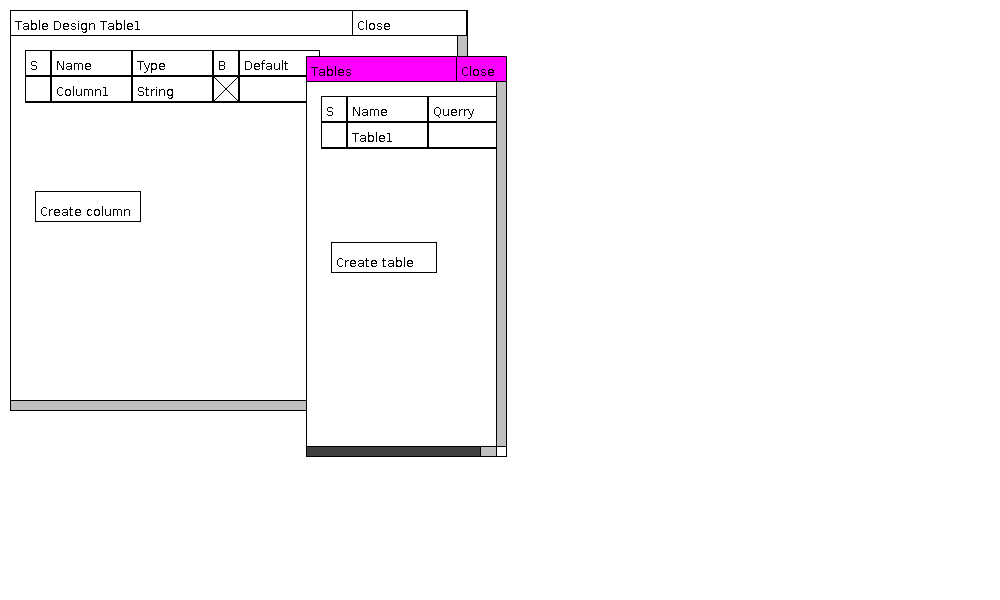 Table Design Table1 Close
S Name Type B Default
Column1 String
Create column
Tables Close
S Name Querry
Table1
Create table